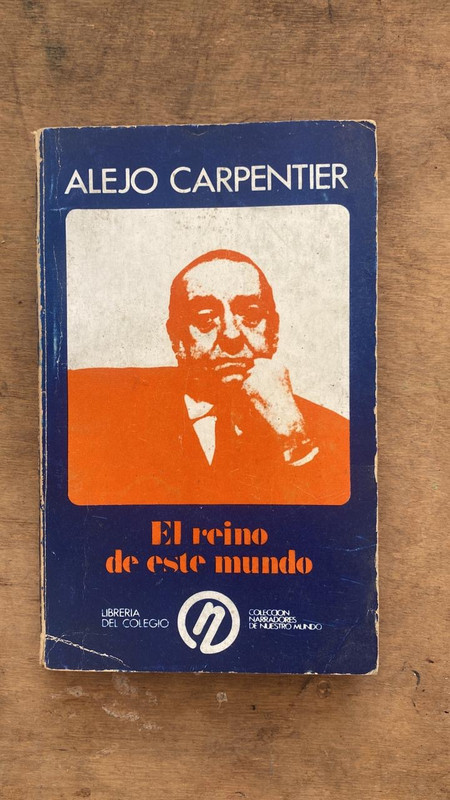 ALEJO CARPENTIER
El reino
de este mundo
LIBRERIA
DEL COLEGIO
n
COLECCION
NARRADORES
DE NUESTRO MUNDO